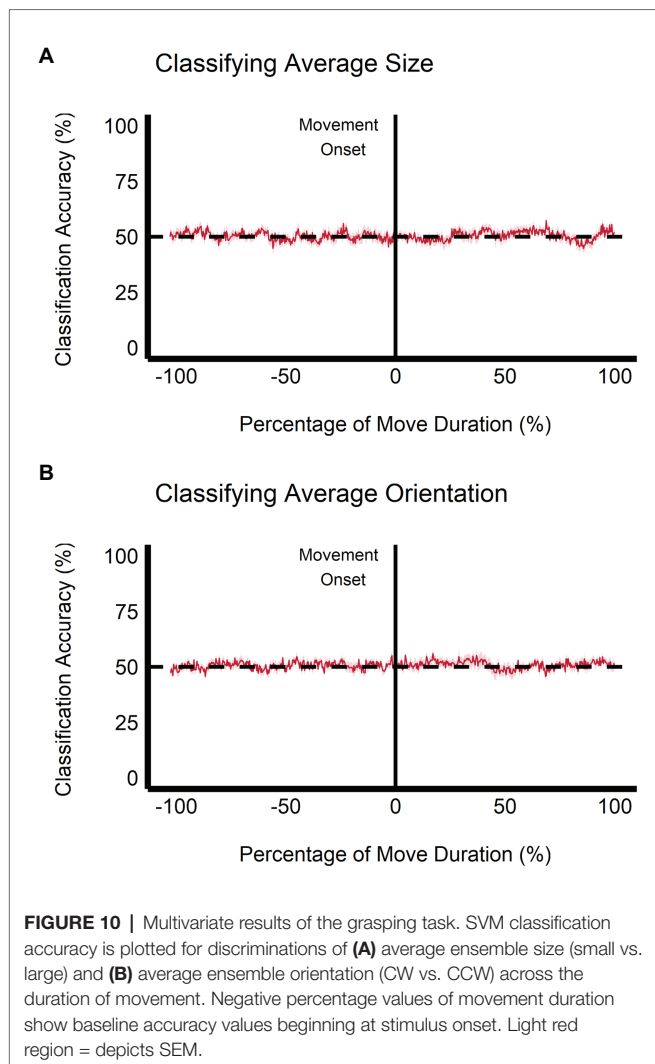 A
Classifying Average Size
Classification Accuracy (%)
100
75
50
25
0
Movement
Onset
-100 -50 0 50 100
Percentage of Move Duration (%)
B
Classifying Average Orientation
Classification Accuracy (%)
100
75
50
25
0
Movement
Onset
-100 -50 0 50 100
Percentage of Move Duration (%)
FIGURE 10 | Multivariate results of the grasping task. SVM classification
accuracy is plotted for discriminations of (A) average ensemble size (small vs.
large) and (B) average ensemble orientation (CW vs. CCW) across the
duration of movement. Negative percentage values of movement duration
show baseline accuracy values beginning at stimulus onset. Light red
region = depicts SEM.